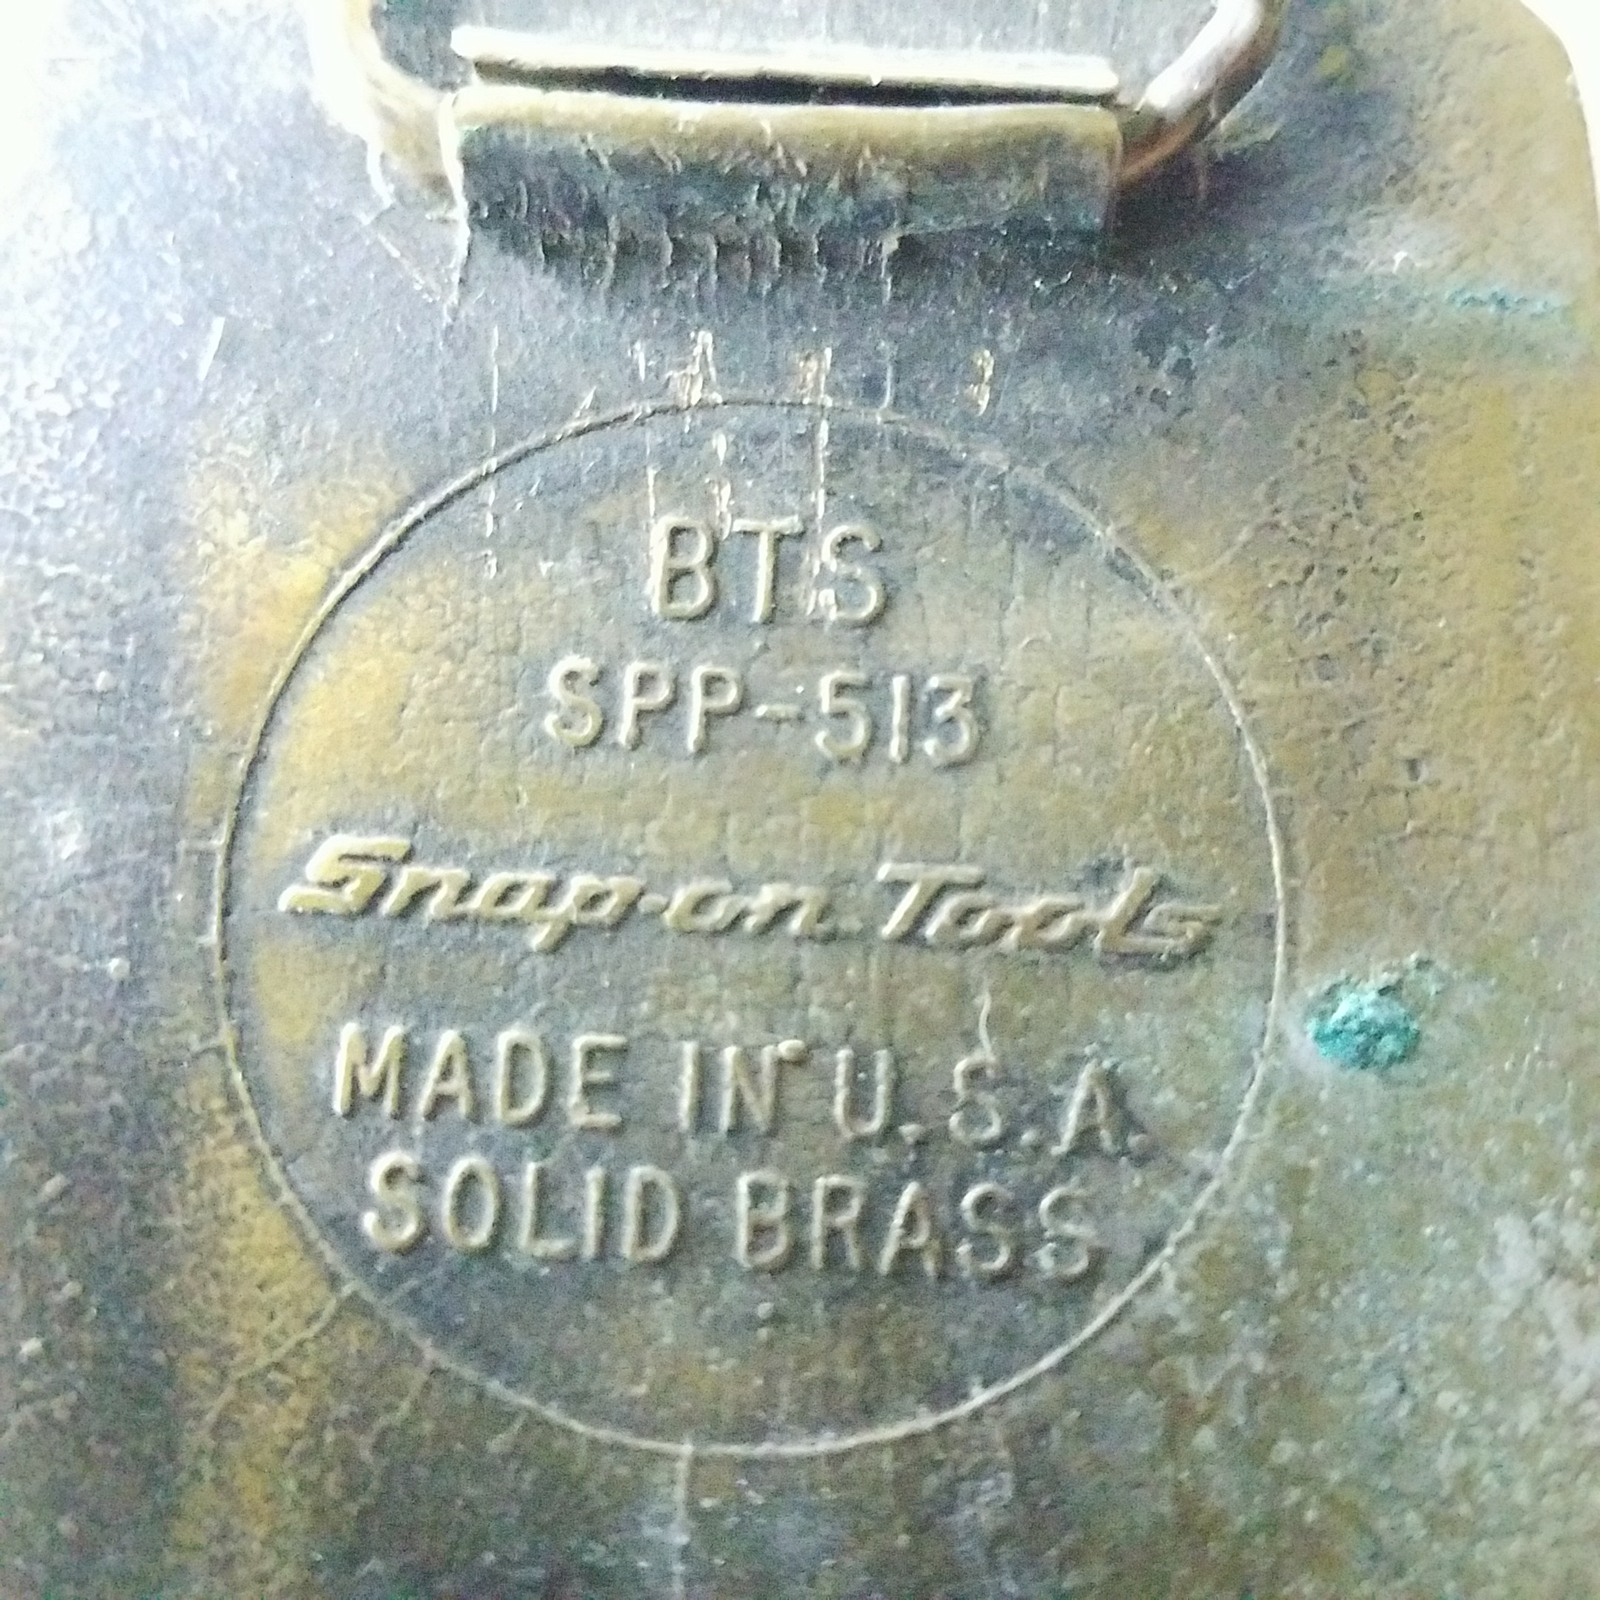 BTS
SPP-513
Snap-on Tools
MADE IN U.S.A.
SOLID BRASS